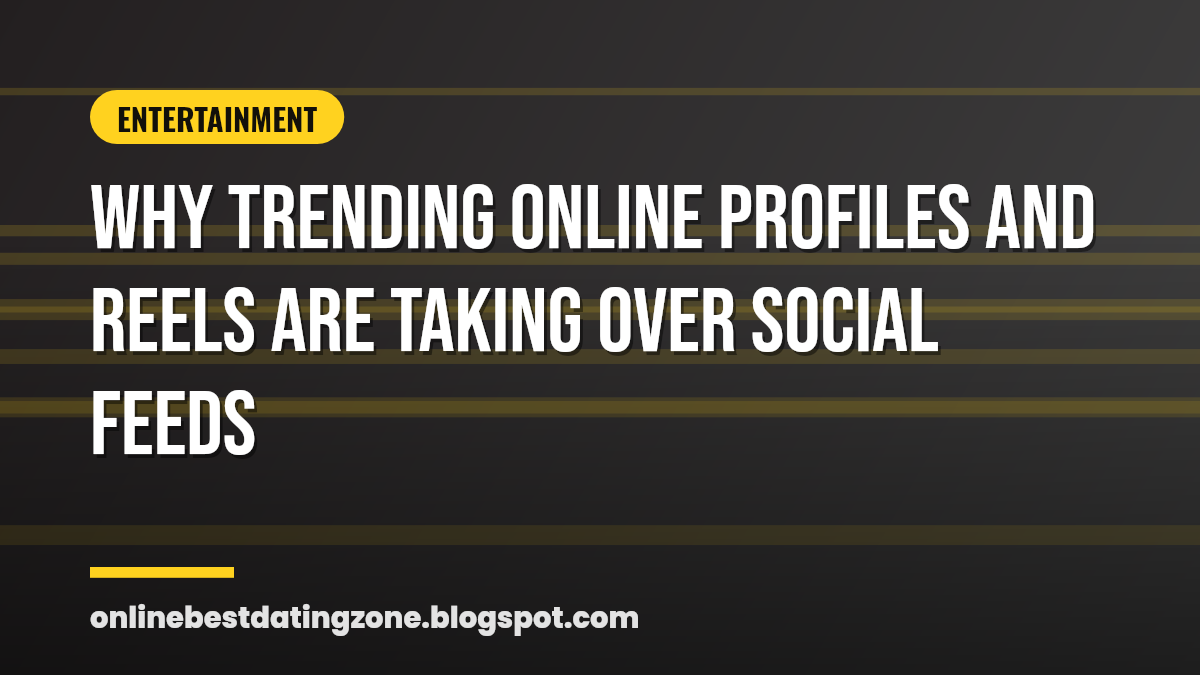 ENTERTAINMENT
WHY TRENDING ONLINE PROFILES AND
REELS ARE TAKING OVER SOCIAL
FEEDS
onlinebestdatingzone.blogspot.com